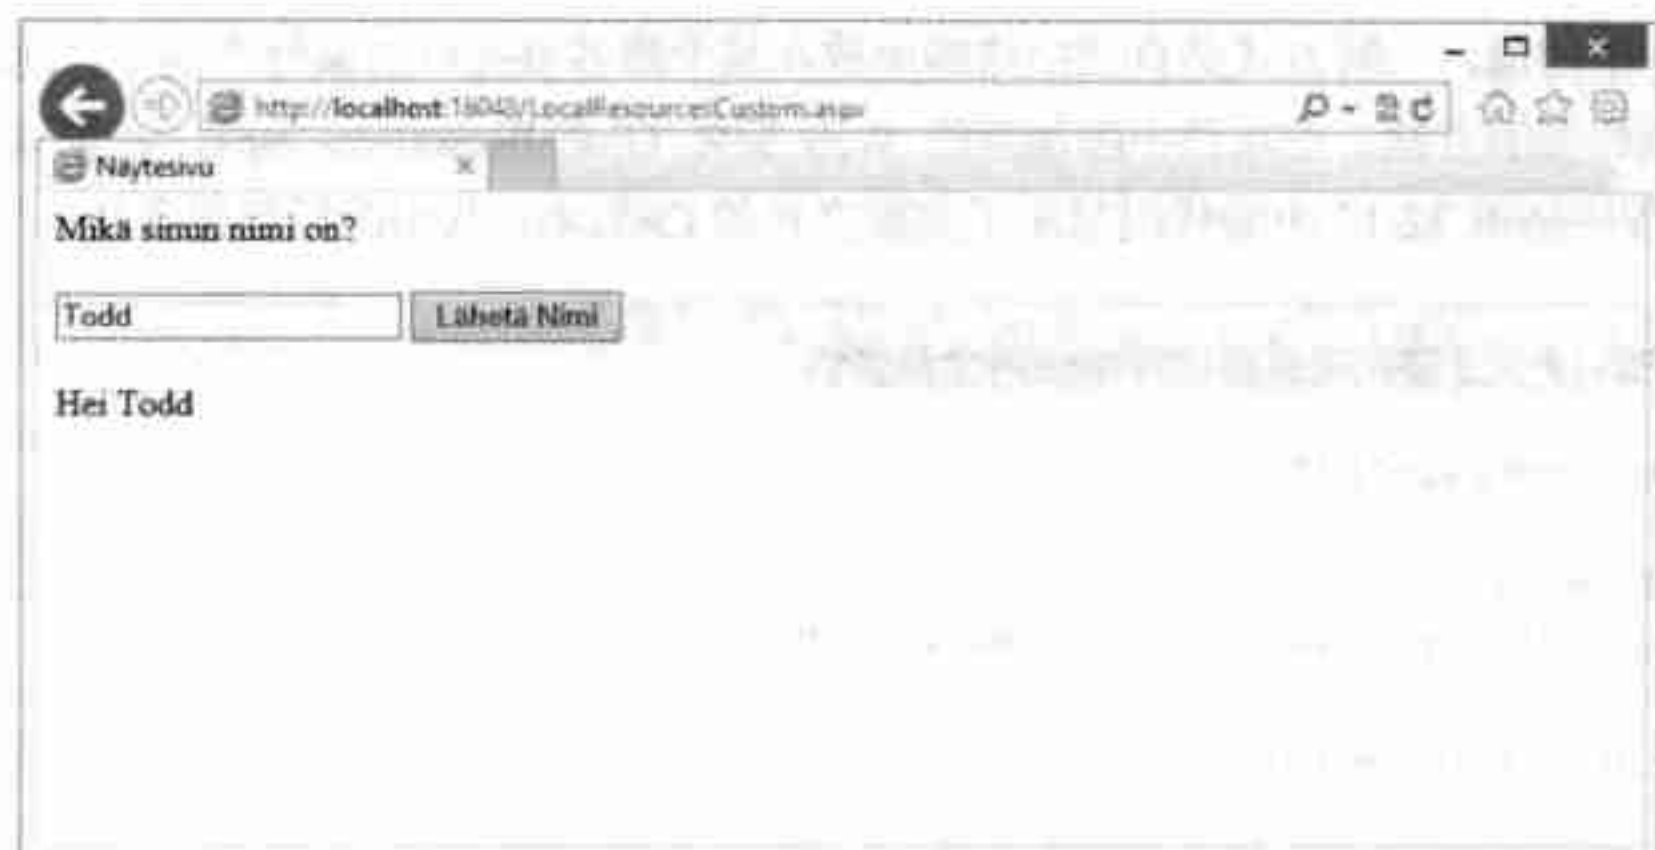 http://localhost:18048/LocalResourcesCustom.aspx
Näytesivu
Mikä sinun nimi on?
Todd
Lähetä Nimi
Hei Todd